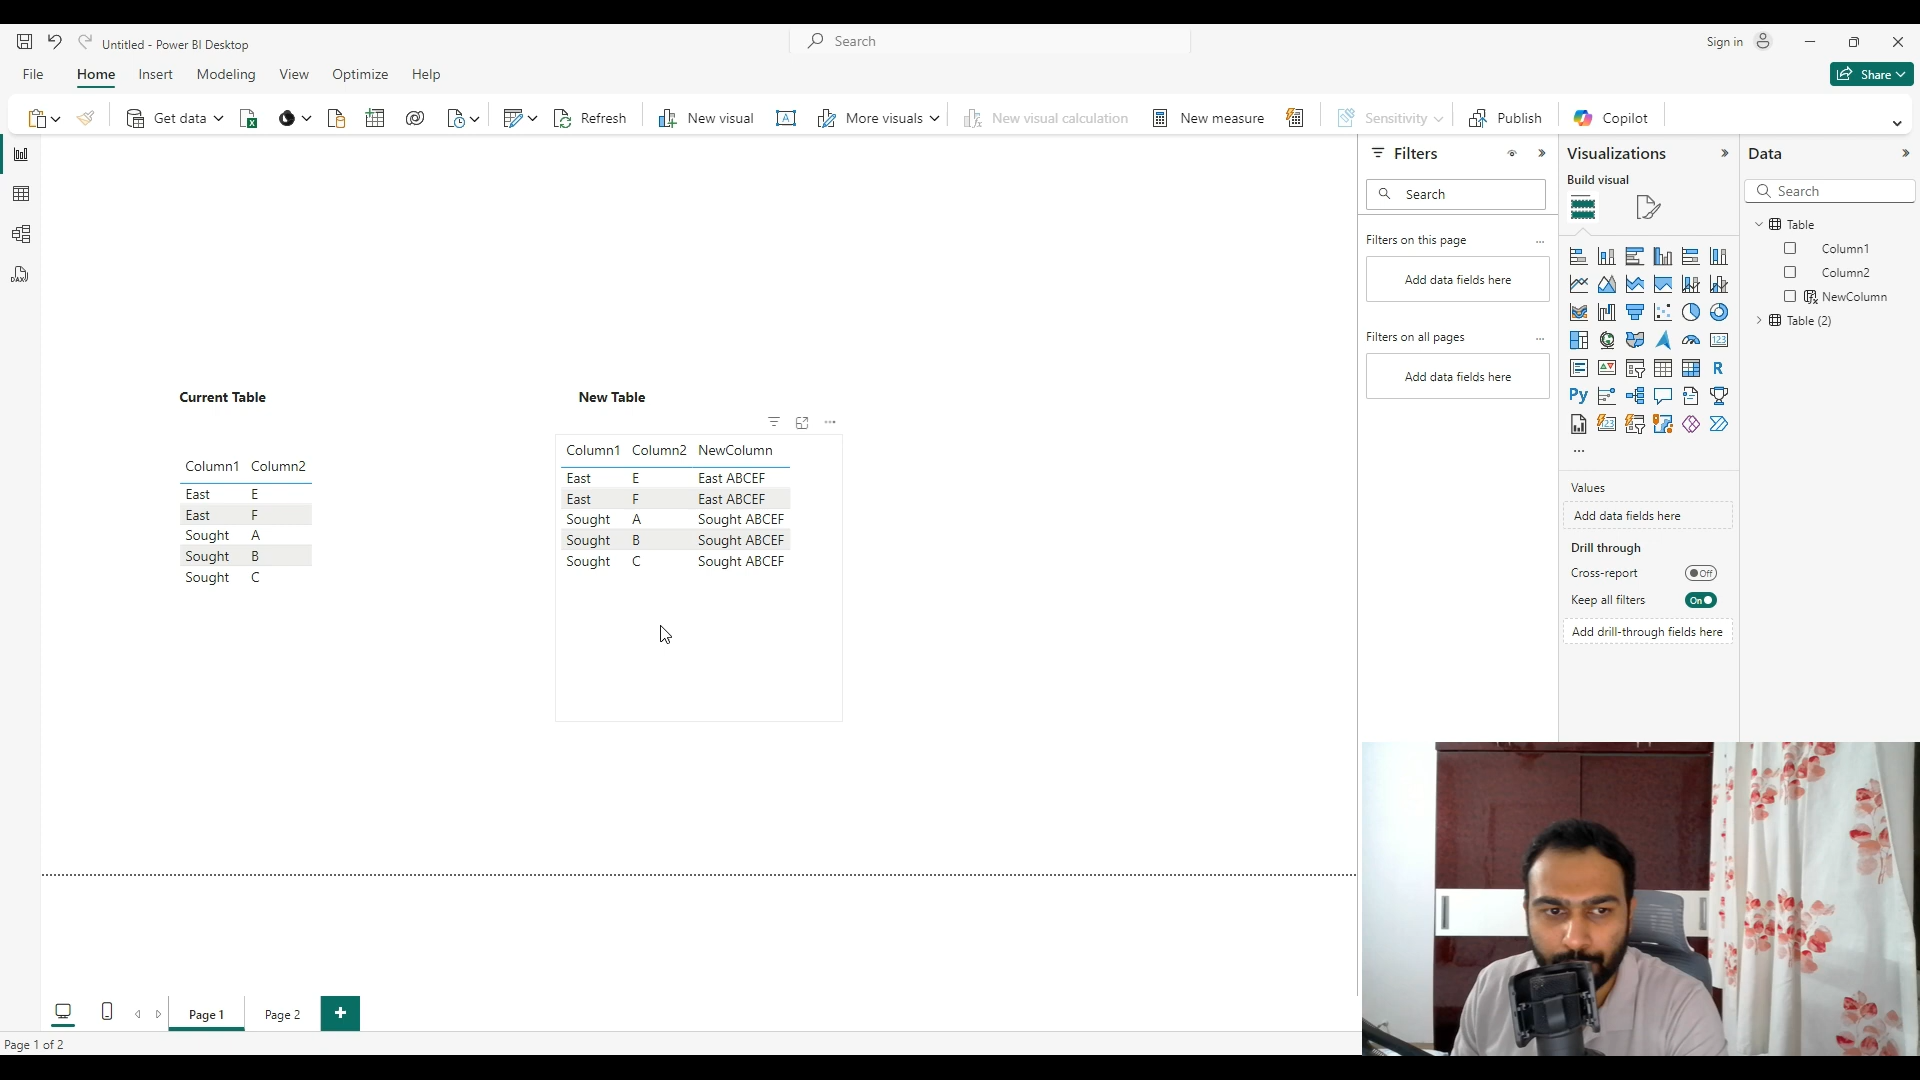 Untitled - Power BI Desktop
Search
Sign in
File
Home
Insert
Modeling
View
Optimize
Help
Share
Get data
Refresh
New visual
More visuals
New visual calculation
New measure
Sensitivity
Publish
Copilot
DAX
Filters
Search
Filters on this page
...
Add data fields here
Filters on all pages
...
Add data fields here
Visualizations
Build visual
123
R
Py
123
...
Values
Add data fields here
Drill through
Cross-report
Off
Keep all filters
On
Add drill-through fields here
Data
Search
Table
Column1
Column2
NewColumn
Table (2)
Current Table
Column1 Column2
East E
East F
Sought A
Sought B
Sought C
New Table
...
Column1 Column2 NewColumn
East E East ABCEF
East F East ABCEF
Sought A Sought ABCEF
Sought B Sought ABCEF
Sought C Sought ABCEF
Page 1
Page 2
+
Page 1 of 2